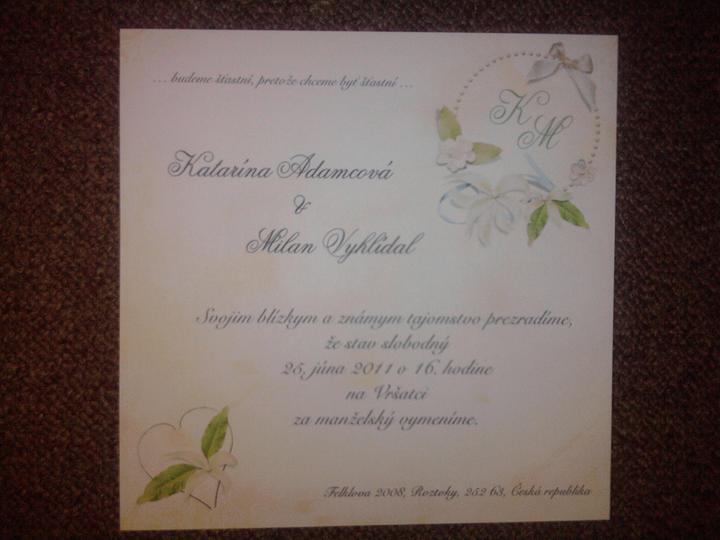 ... budeme šťastní, pretože chceme byť šťastní ...
K
M
Katarína Adamcová
&
Milan Vyhlídal
Svojim blízkym a známym tajomstvo prezradíme,
že stav slobodný
25. júna 2011 o 16. hodine
na Vršatci
za manželský vymeníme.
Felklova 2008, Roztoky, 252 63, Česká republika